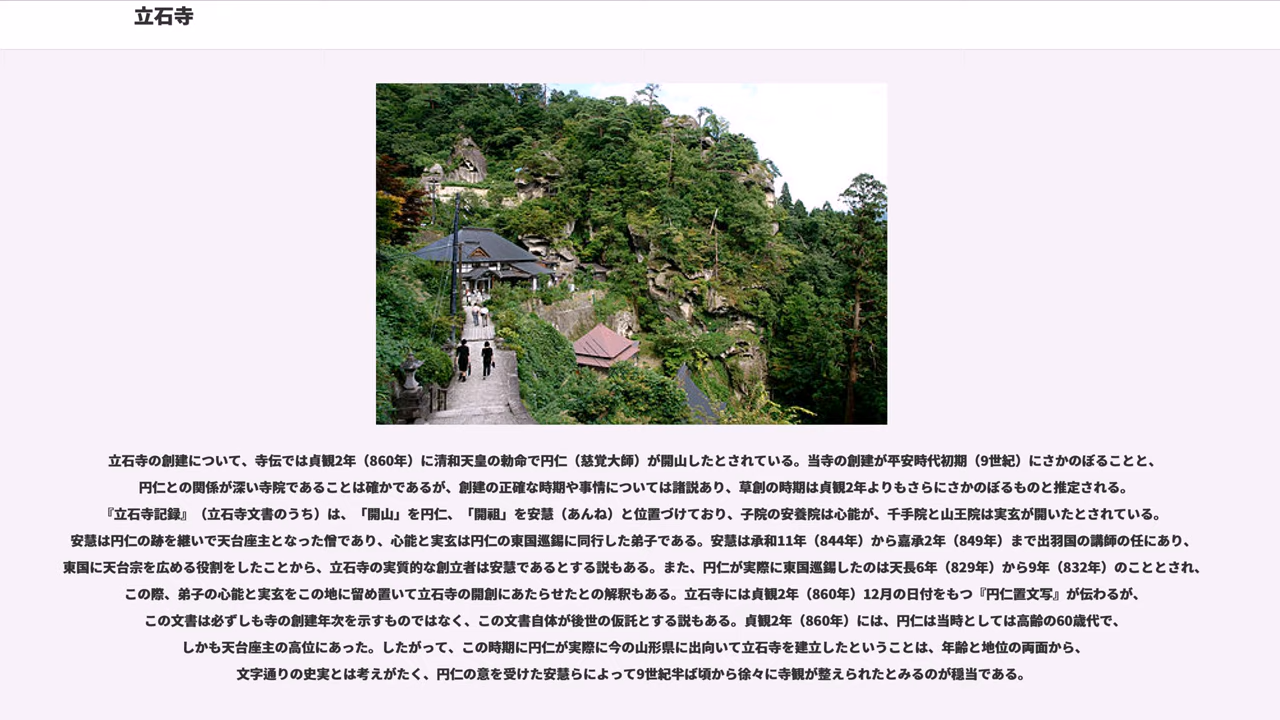 立石寺
立石寺の創建について、寺伝では貞観2年（860年）に清和天皇の勅命で円仁（慈覚大師）が開山したとされている。当寺の創建が平安時代初期（9世紀）にさかのぼることと、
円仁との関係が深い寺院であることは確かであるが、創建の正確な時期や事情については諸説あり、草創の時期は貞観2年よりもさらにさかのぼるものと推定される。
『立石寺記録』（立石寺文書のうち）は、「開山」を円仁、「開祖」を安慧（あんね）と位置づけており、子院の安養院は心能が、千手院と山王院は実玄が開いたとされている。
安慧は円仁の跡を継いで天台座主となった僧であり、心能と実玄は円仁の東国巡錫に同行した弟子である。安慧は承和11年（844年）から嘉承2年（849年）まで出羽国の講師の任にあり、
東国に天台宗を広める役割をしたことから、立石寺の実質的な創立者は安慧であるとする説もある。また、円仁が実際に東国巡錫したのは天長6年（829年）から9年（832年）のこととされ、
この際、弟子の心能と実玄をこの地に留め置いて立石寺の開創にあたらせたとの解釈もある。立石寺には貞観2年（860年）12月の日付をもつ『円仁置文写』が伝わるが、
この文書は必ずしも寺の創建年次を示すものではなく、この文書自体が後世の仮託とする説もある。貞観2年（860年）には、円仁は当時としては高齢の60歳代で、
しかも天台座主の高位にあった。したがって、この時期に円仁が実際に今の山形県に出向いて立石寺を建立したということは、年齢と地位の両面から、
文字通りの史実とは考えがたく、円仁の意を受けた安慧らによって9世紀半ば頃から徐々に寺観が整えられたとみるのが穏当である。